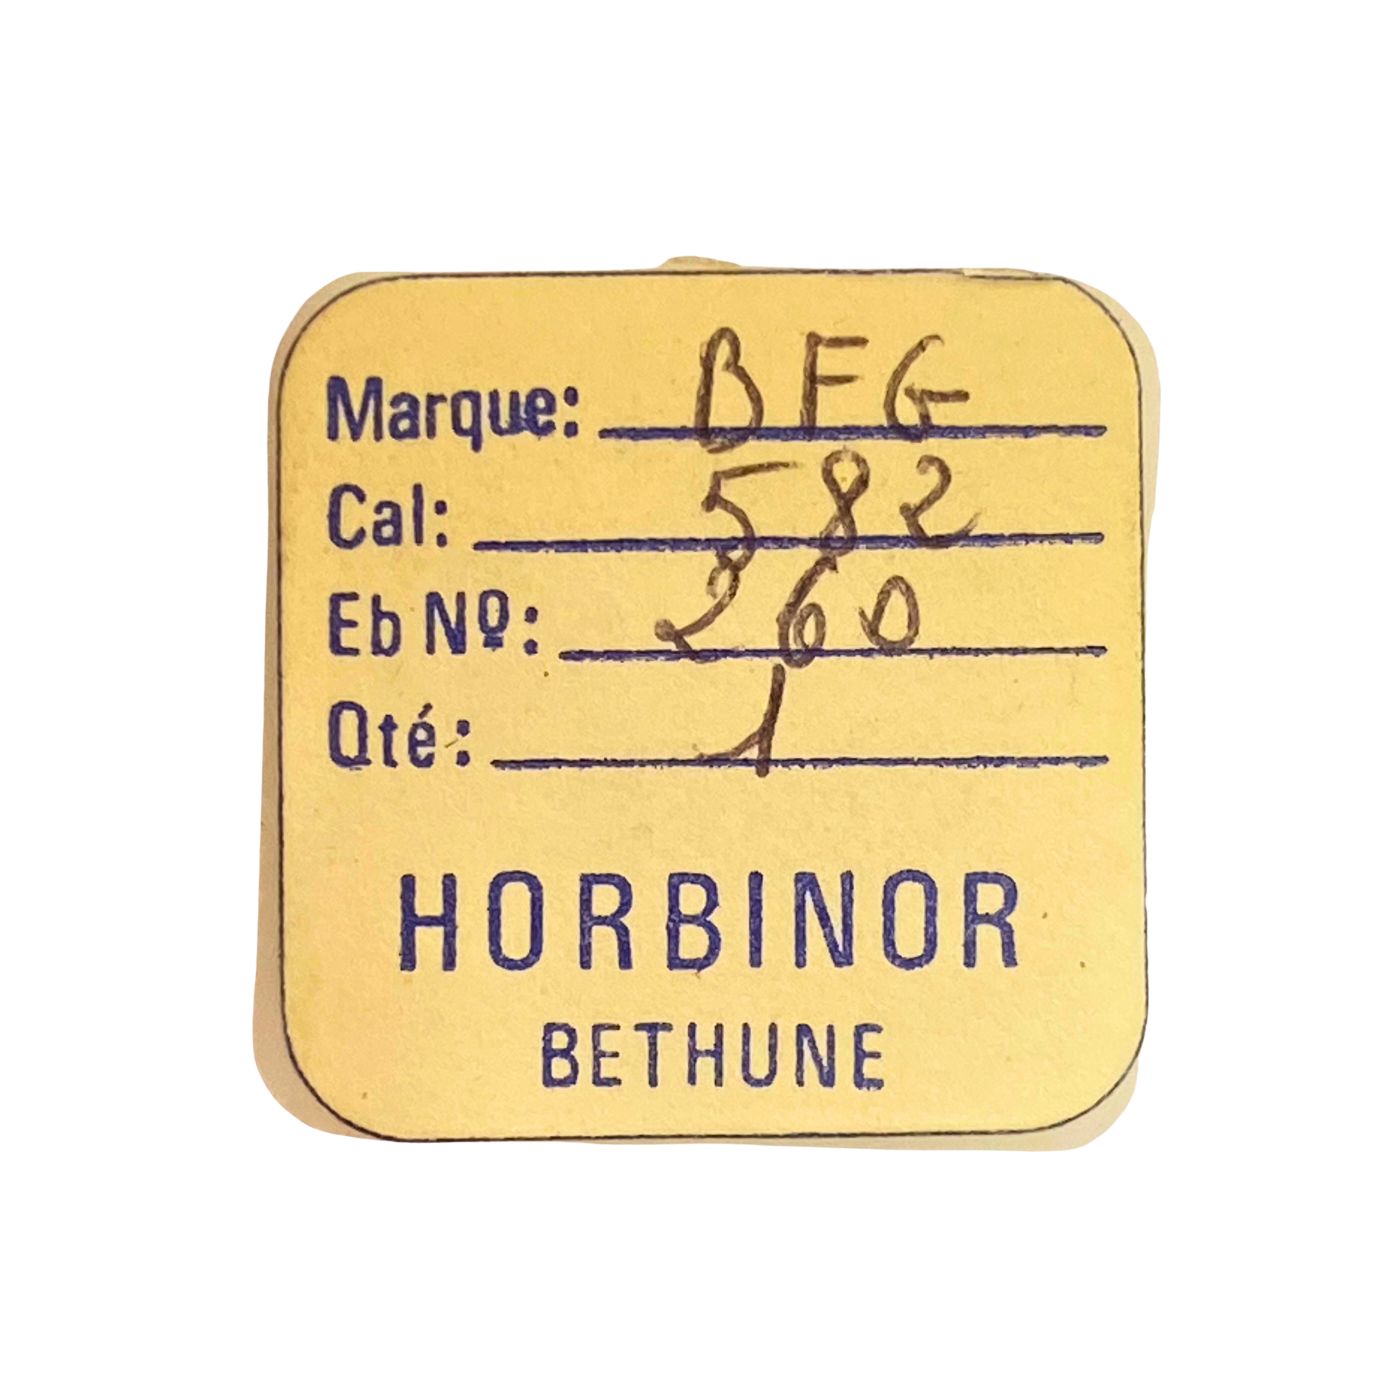 Marque: BFG
Cal: 582
Eb Nº: 260
Qté: 1
HORBINOR
BETHUNE